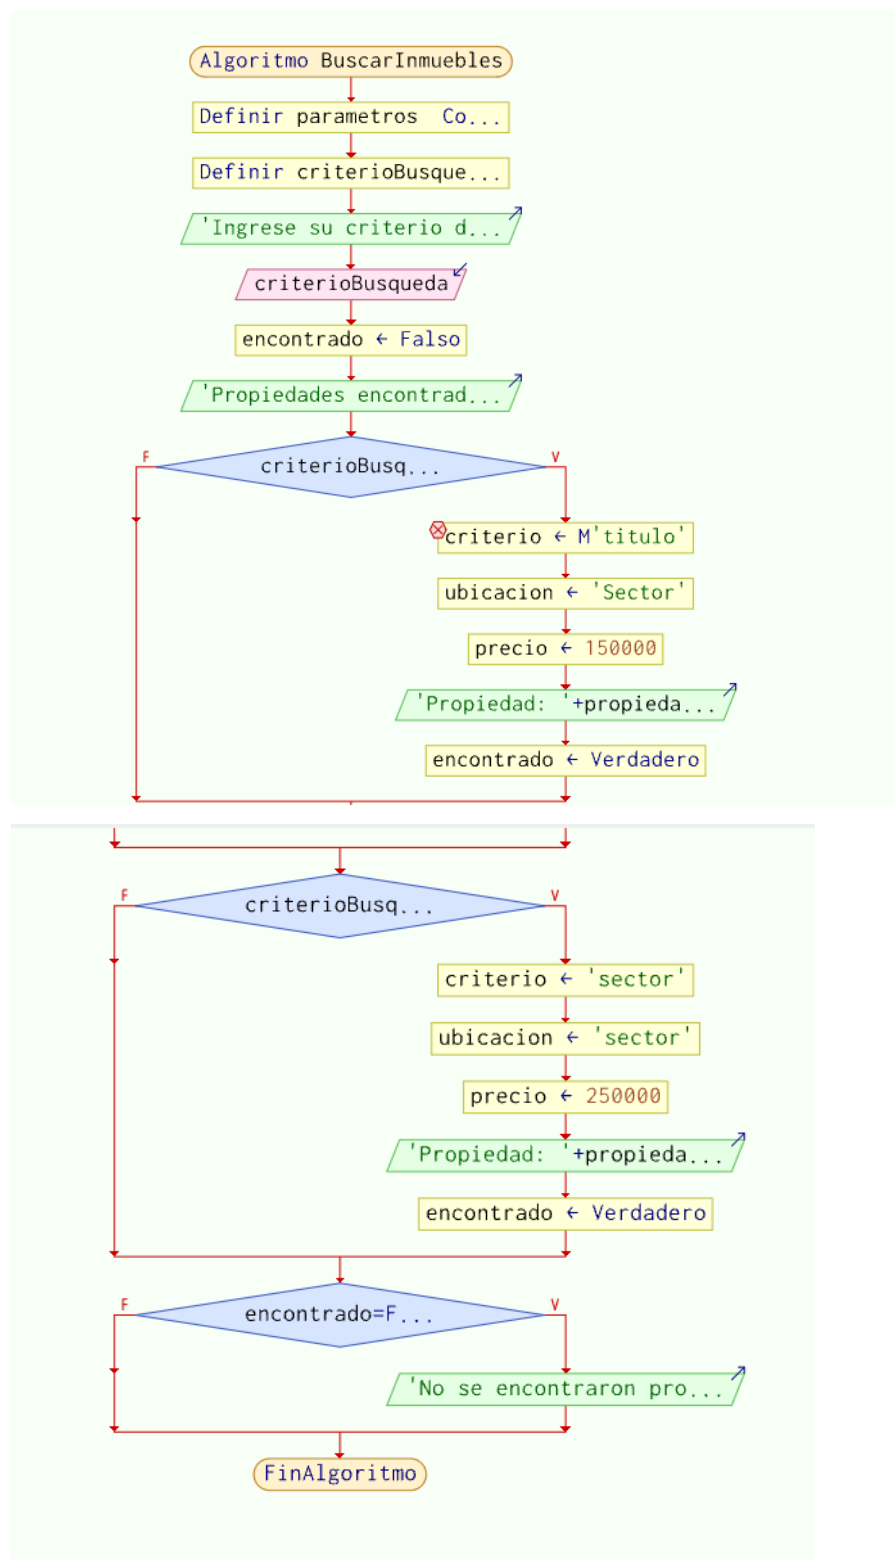 Algoritmo BuscarInmuebles
Definir parametros  Co...
Definir criterioBusque...
'Ingrese su criterio d...
criterioBusqueda
encontrado ← Falso
'Propiedades encontrad...
F
V
criterioBusq...
criterio ← M'titulo'
ubicacion ← 'Sector'
precio ← 150000
'Propiedad: '+propieda...
encontrado ← Verdadero
F
V
criterioBusq...
criterio ← 'sector'
ubicacion ← 'sector'
precio ← 250000
'Propiedad: '+propieda...
encontrado ← Verdadero
F
V
encontrado=F...
'No se encontraron pro...
FinAlgoritmo